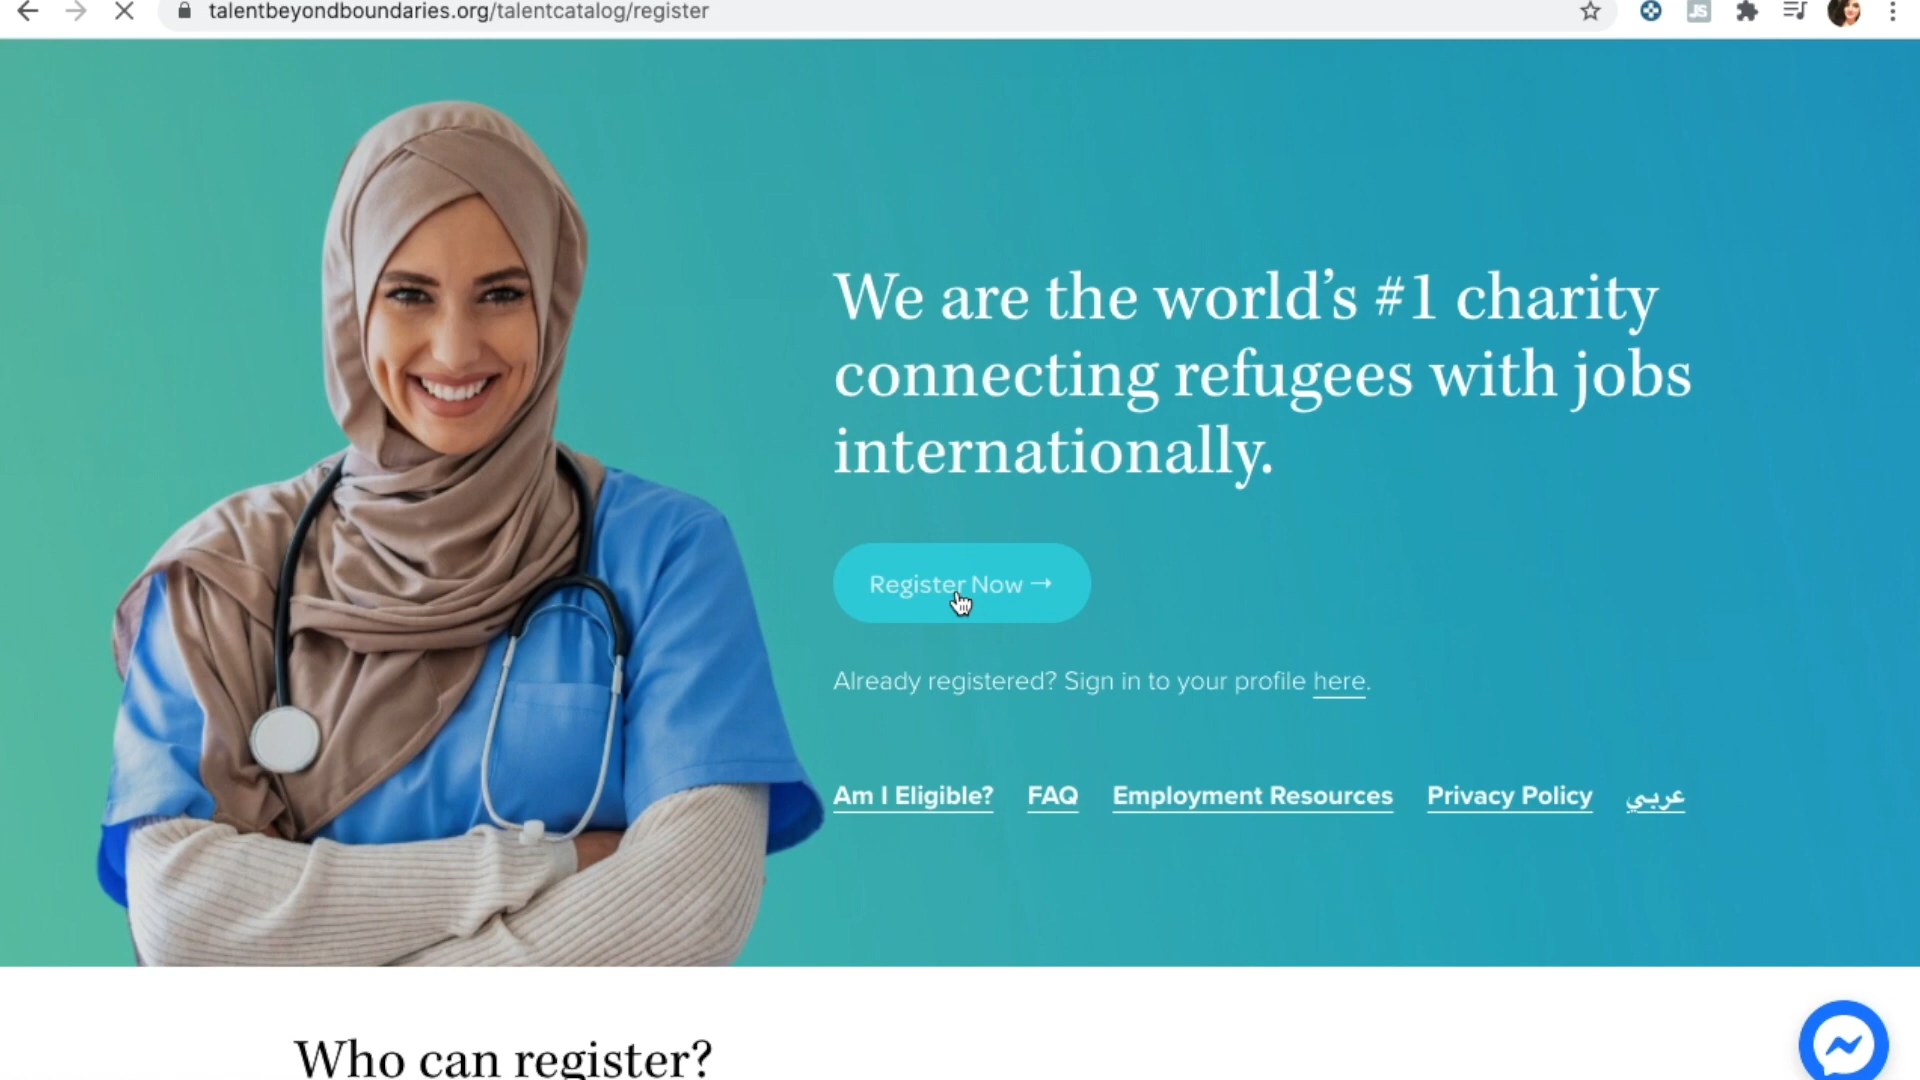 talentbeyondboundaries.org/talentcatalog/register
JS
We are the world's #1 charity
connecting refugees with jobs
internationally.
Register Now →
Already registered? Sign in to your profile here.
Am I Eligible? FAQ Employment Resources Privacy Policy عربي
Who can register?